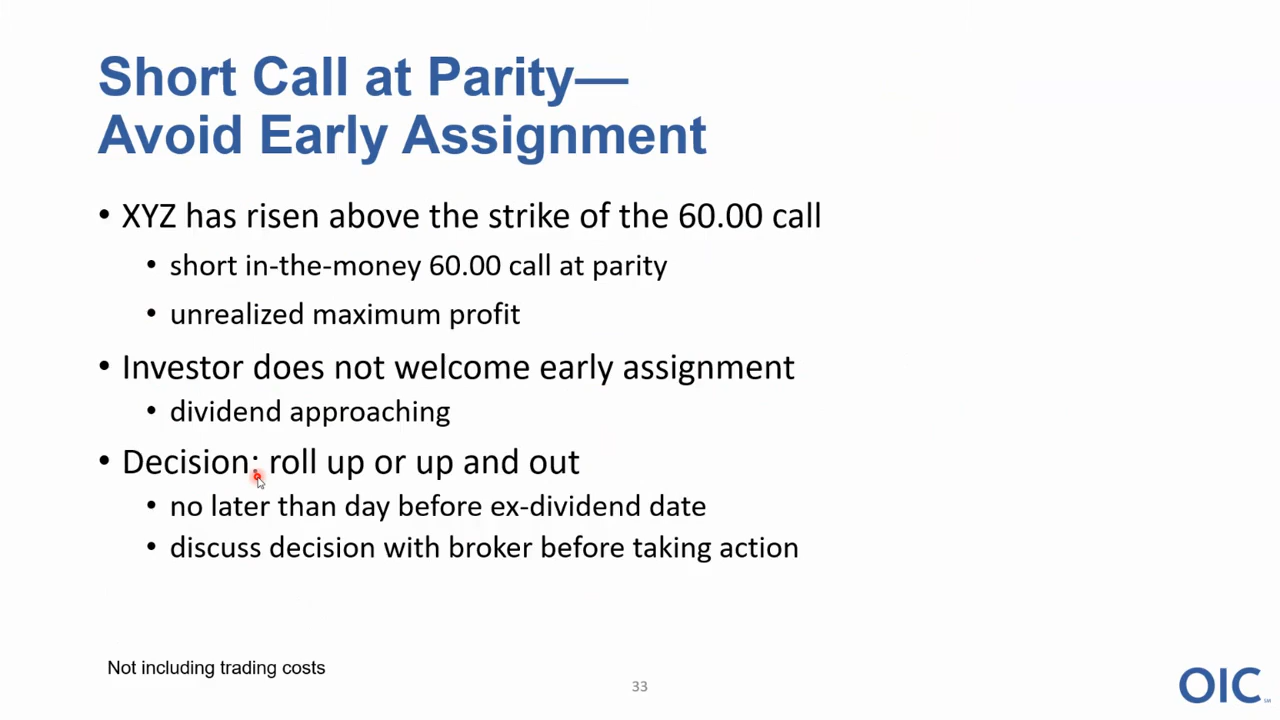 Short Call at Parity—
Avoid Early Assignment
• XYZ has risen above the strike of the 60.00 call
• short in-the-money 60.00 call at parity
• unrealized maximum profit
• Investor does not welcome early assignment
• dividend approaching
• Decision: roll up or up and out
• no later than day before ex-dividend date
• discuss decision with broker before taking action
Not including trading costs
33
OIC